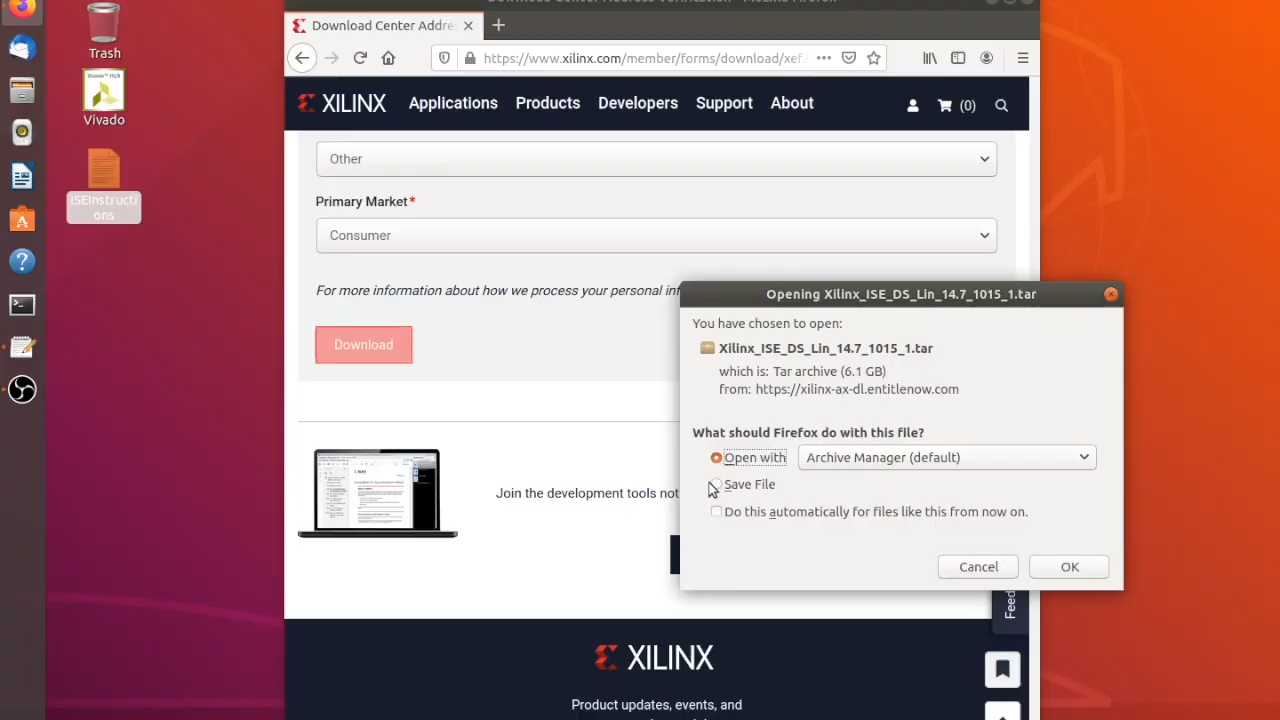 Download Center Address Verification - Mozilla Firefox
Trash
Vivado™ HLx
Vivado
ISEInstructi
ons
Download Center Addre
https://www.xilinx.com/member/forms/download/xef.
XILINX
Applications
Products
Developers
Support
About
(0)
Other
Primary Market*
Consumer
For more information about how we process your personal inf
Download
Opening Xilinx_ISE_DS_Lin_14.7_1015_1.tar
You have chosen to open:
Xilinx_ISE_DS_Lin_14.7_1015_1.tar
which is: Tar archive (6.1 GB)
from: https://xilinx-ax-dl.entitlenow.com
What should Firefox do with this file?
Open with
Archive Manager (default)
Save File
Do this automatically for files like this from now on.
Cancel
OK
Join the development tools not
Feed
XILINX
Product updates, events, and